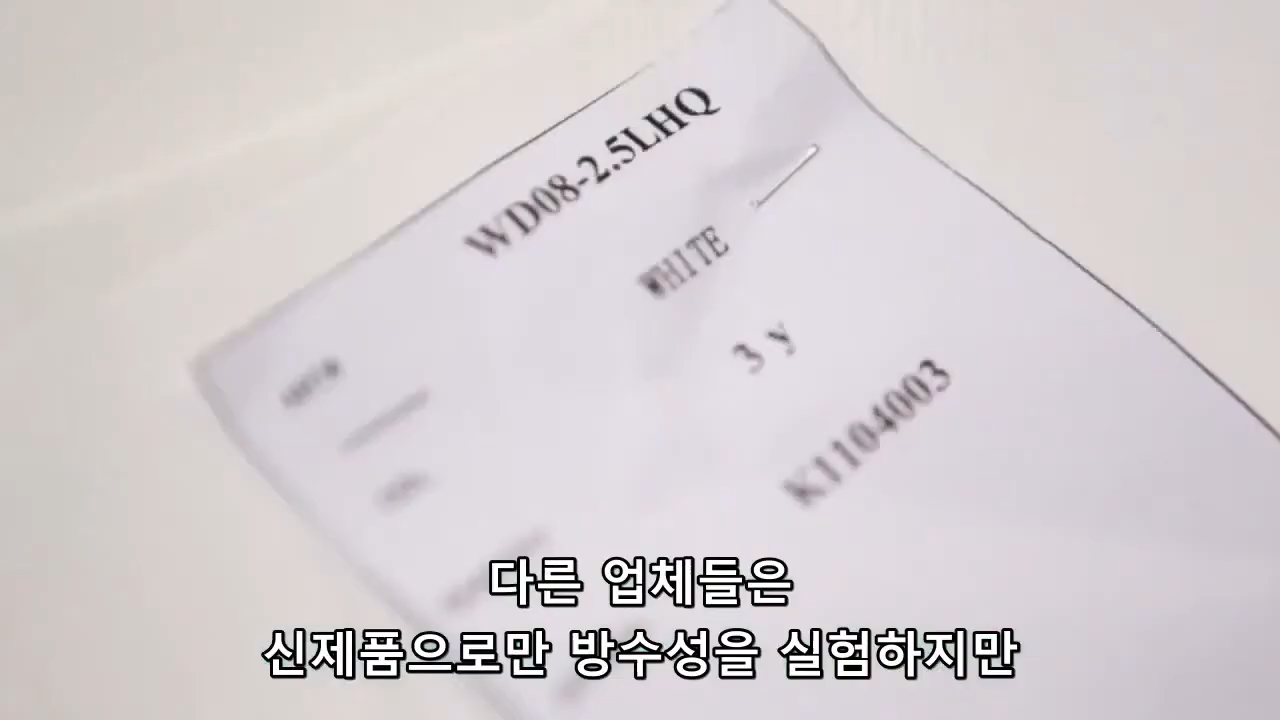 WD08-2.5LHQ
WHITE
3 y
K1104003
다른 업체들은
신제품으로만 방수성을 실험하지만